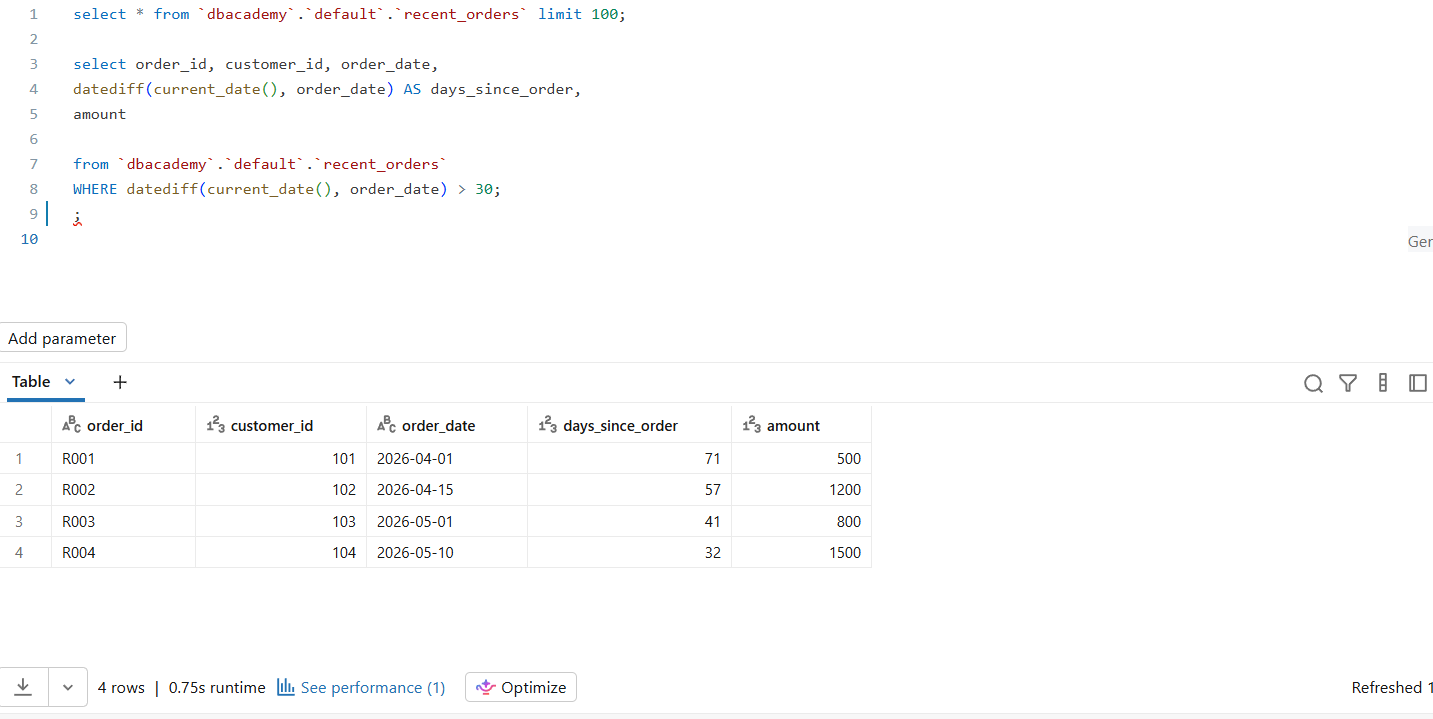 1 select * from `dbacademy`.`default`.`recent_orders` limit 100;
2
3 select order_id, customer_id, order_date,
4 datediff(current_date(), order_date) AS days_since_order,
5 amount
6
7 from `dbacademy`.`default`.`recent_orders`
8 WHERE datediff(current_date(), order_date) > 30;
9 ;
10
Ger
Add parameter
Table
order_id customer_id order_date days_since_order amount
1 R001 101 2026-04-01 71 500
2 R002 102 2026-04-15 57 1200
3 R003 103 2026-05-01 41 800
4 R004 104 2026-05-10 32 1500
4 rows | 0.75s runtime See performance (1) Optimize Refreshed 1